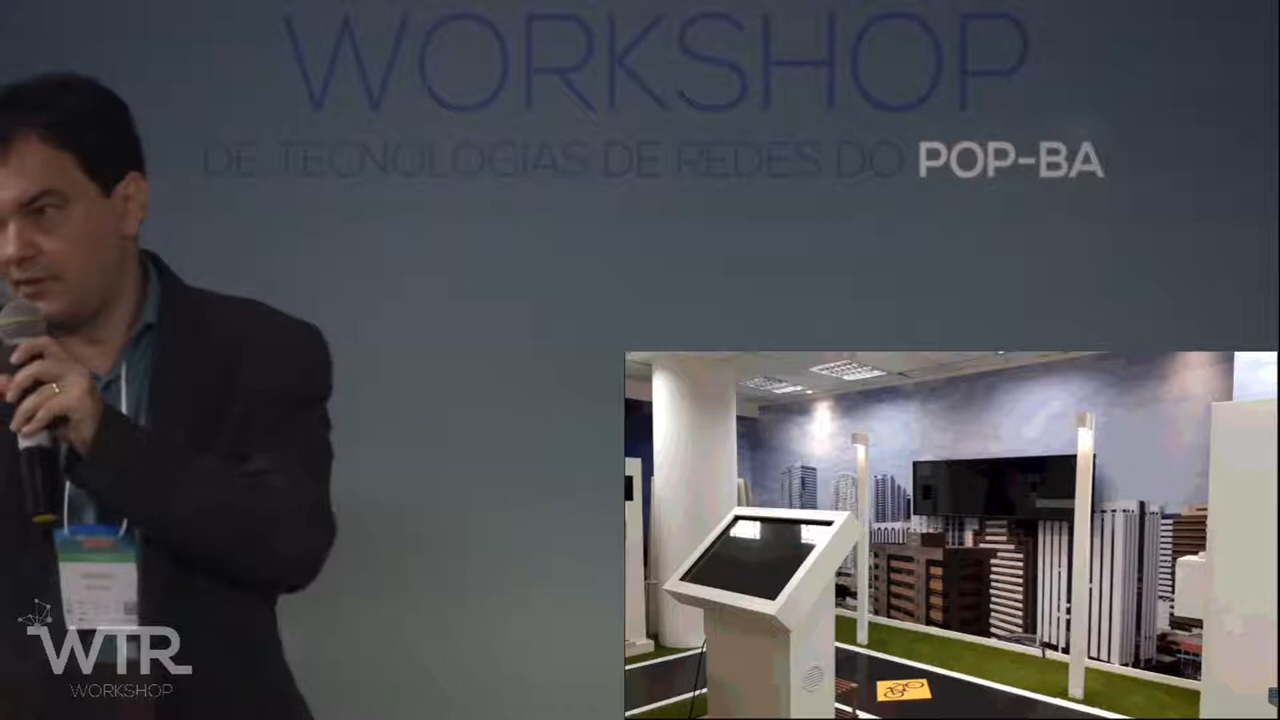 WORKSHOP
DE TECNOLOGIAS DE REDES DO POP-BA
WTR
WORKSHOP